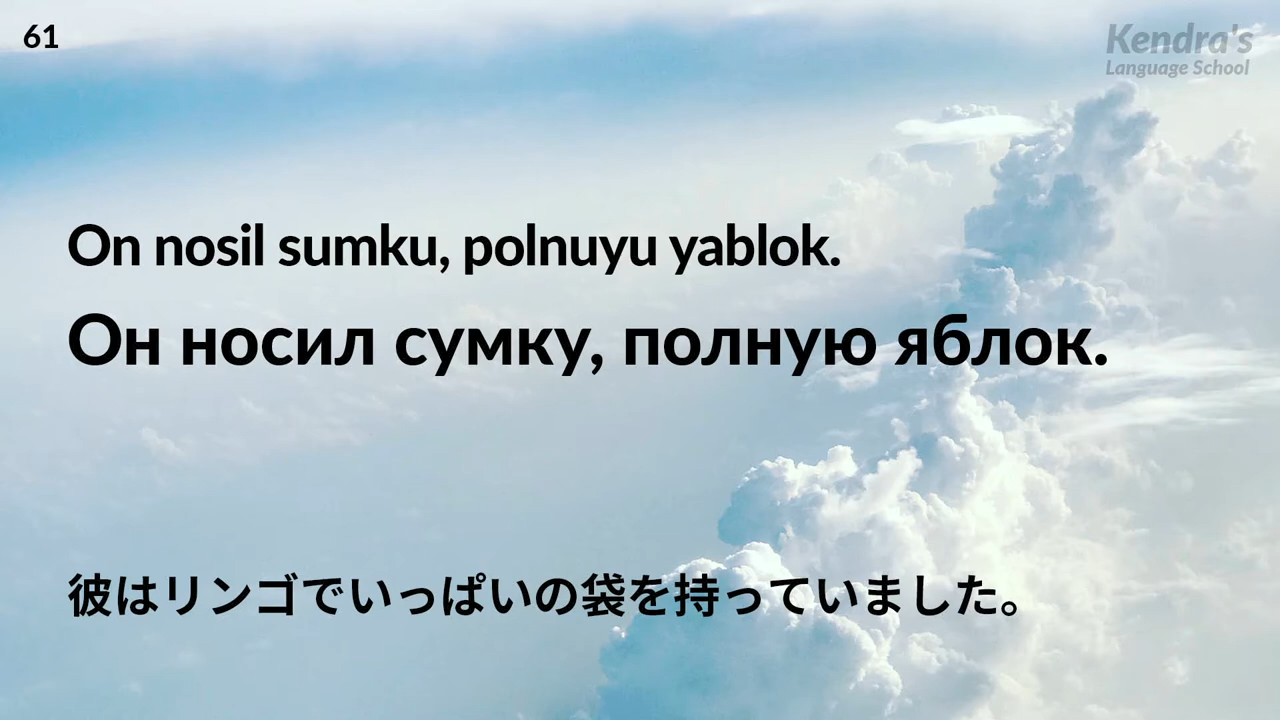 61
Kendra's
Language School
On nosil sumku, polnuyu yablok.
Он носил сумку, полную яблок.
彼はリンゴでいっぱいの袋を持っていました。